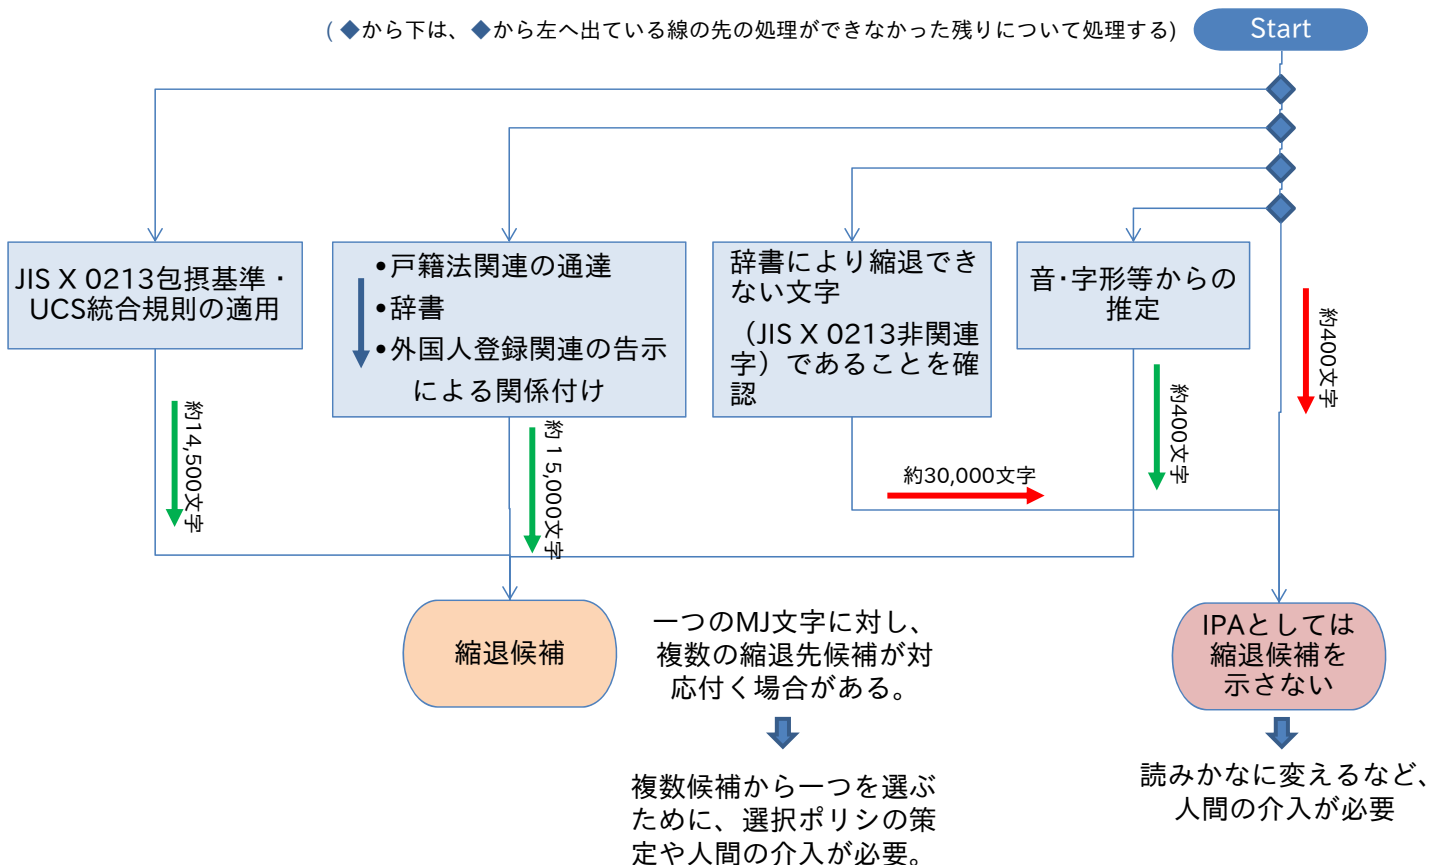 ( ◆から下は、◆から左へ出ている線の先の処理ができなかった残りについて処理する)
Start
JIS X 0213包摂基準・
UCS統合規則の適用
•戸籍法関連の通達
•辞書
•外国人登録関連の告示
による関係付け
辞書により縮退でき
ない文字
（JIS X 0213非関連
字）であることを確
認
音・字形等からの
推定
約400文字
約14,500文字
約１５,000文字
約30,000文字
約400文字
縮退候補
一つのMJ文字に対し、
複数の縮退先候補が対
応付く場合がある。
IPAとしては
縮退候補を
示さない
複数候補から一つを選ぶ
ために、選択ポリシの策
定や人間の介入が必要。
読みかなに変えるなど、
人間の介入が必要